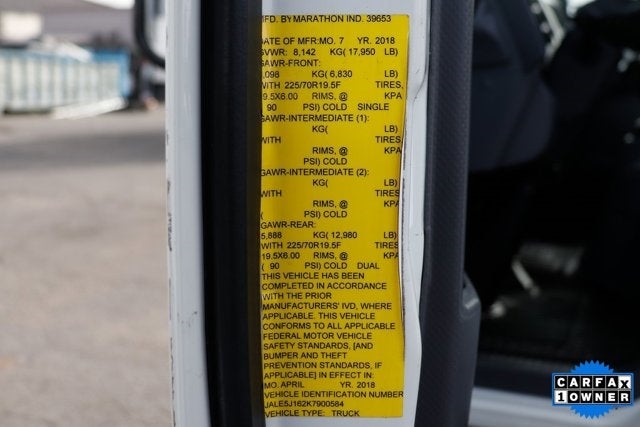 MFD. BY MARATHON IND. 39653
DATE OF MFR:MO. 7 YR. 2018
GVWR: 8,142 KG( 17,950 LB)
GAWR-FRONT:
,098 KG( 6,830 LB)
WITH 225/70R19.5F TIRES,
19.5X6.00 RIMS, @ KPA
90 PSI) COLD SINGLE
GAWR-INTERMEDIATE (1):
KG( LB)
WITH TIRES,
RIMS, @ KPA
PSI) COLD
GAWR-INTERMEDIATE (2):
KG( LB)
WITH TIRES
RIMS, @ KPA
( PSI) COLD
GAWR-REAR:
5,888 KG( 12,980 LB)
WITH 225/70R19.5F TIRES
19.5X6.00 RIMS, @ KPA
( 90 PSI) COLD DUAL
THIS VEHICLE HAS BEEN
COMPLETED IN ACCORDANCE
WITH THE PRIOR
MANUFACTURERS' IVD, WHERE
APPLICABLE. THIS VEHICLE
CONFORMS TO ALL APPLICABLE
FEDERAL MOTOR VEHICLE
SAFETY STANDARDS, [AND
BUMPER AND THEFT
PREVENTION STANDARDS, IF
APPLICABLE] IN EFFECT IN:
MO. APRIL YR. 2018
VEHICLE IDENTIFICATION NUMBER
JALE5J162K7900584
VEHICLE TYPE: TRUCK
CARFAX
1 OWNER